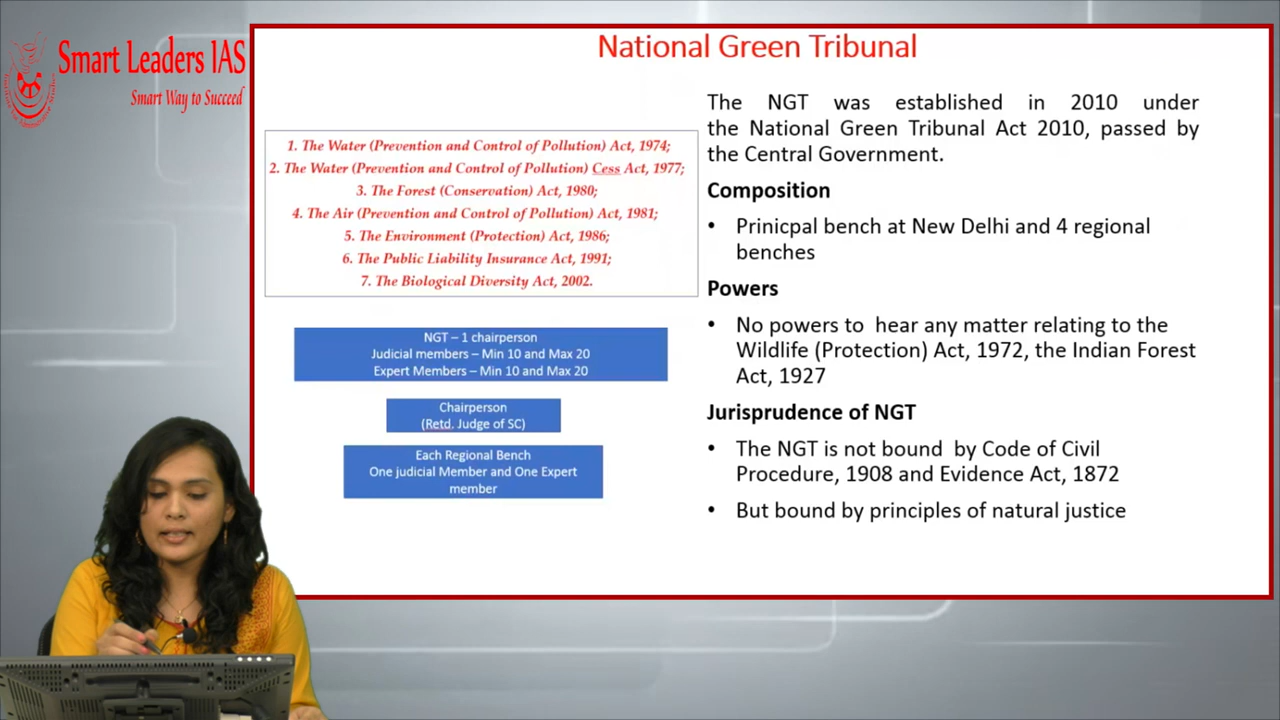 Smart Leaders IAS
Smart Way to Succeed
National Green Tribunal
1. The Water (Prevention and Control of Pollution) Act, 1974;
2. The Water (Prevention and Control of Pollution) Cess Act, 1977;
3. The Forest (Conservation) Act, 1980;
4. The Air (Prevention and Control of Pollution) Act, 1981;
5. The Environment (Protection) Act, 1986;
6. The Public Liability Insurance Act, 1991;
7. The Biological Diversity Act, 2002.
NGT – 1 chairperson
Judicial members – Min 10 and Max 20
Expert Members – Min 10 and Max 20
Chairperson
(Retd. Judge of SC)
Each Regional Bench
One judicial Member and One Expert
member
The NGT was established in 2010 under
the National Green Tribunal Act 2010, passed by
the Central Government.
Composition
• Prinicpal bench at New Delhi and 4 regional
benches
Powers
• No powers to hear any matter relating to the
Wildlife (Protection) Act, 1972, the Indian Forest
Act, 1927
Jurisprudence of NGT
• The NGT is not bound by Code of Civil
Procedure, 1908 and Evidence Act, 1872
• But bound by principles of natural justice